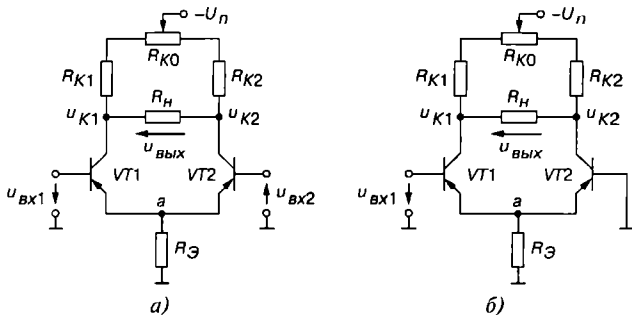 -Uп
RК0
RК1
RК2
Rн
uК1
uК2
uвых
VT1
VT2
uвх1
uвх2
а
RЭ
а)
-Uп
RК0
RК1
RК2
Rн
uК1
uК2
uвых
VT1
VT2
uвх1
а
RЭ
б)